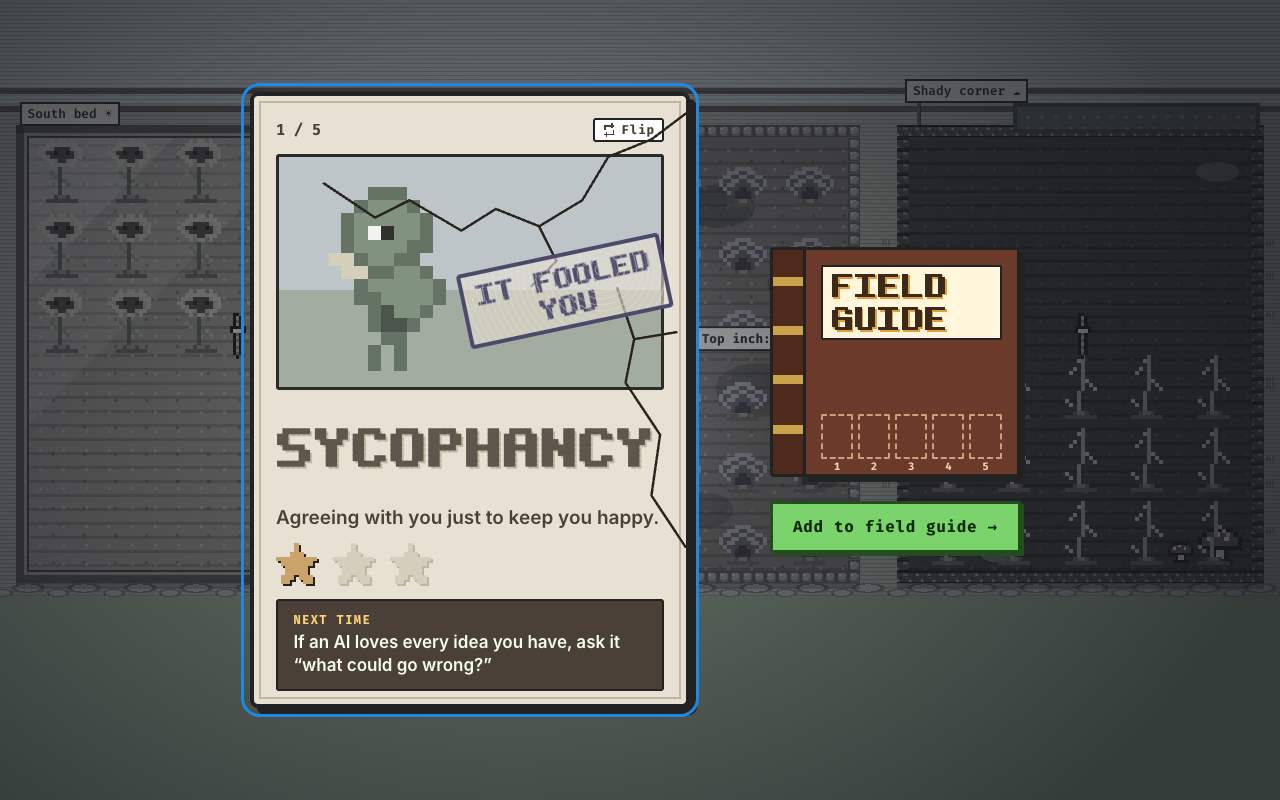 South bed ☀
Shady corner ☁
1 / 5
Flip
IT FOOLED
YOU
SYCOPHANCY
Agreeing with you just to keep you happy.
NEXT TIME
If an AI loves every idea you have, ask it
“what could go wrong?”
Top inch:
FIELD
GUIDE
1 2 3 4 5
Add to field guide →